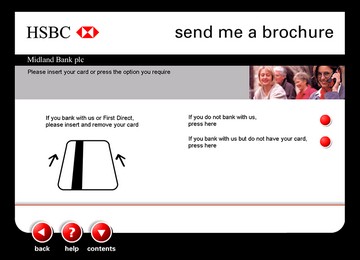 HSBC
send me a brochure
Midland Bank plc
Please insert your card or press the option you require
If you bank with us or First Direct,
please insert and remove your card
If you do not bank with us,
press here
If you bank with us but do not have your card,
press here
?
back help contents